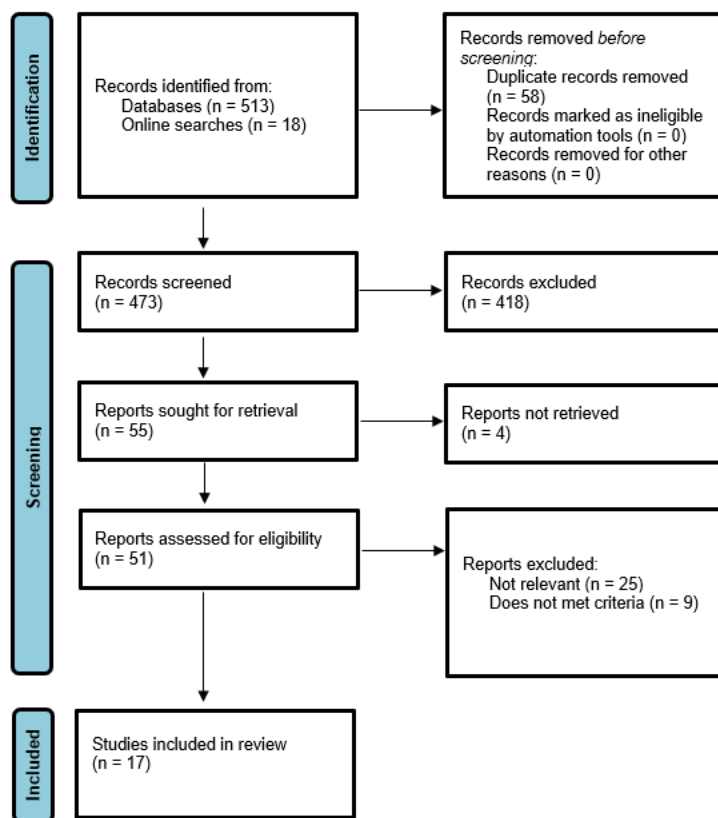 Identification
Records identified from:
Databases (n = 513)
Online searches (n = 18)
Records removed before
screening:
Duplicate records removed
(n = 58)
Records marked as ineligible
by automation tools (n = 0)
Records removed for other
reasons (n = 0)
Screening
Records screened
(n = 473)
Records excluded
(n = 418)
Reports sought for retrieval
(n = 55)
Reports not retrieved
(n = 4)
Reports assessed for eligibility
(n = 51)
Reports excluded:
Not relevant (n = 25)
Does not met criteria (n = 9)
Included
Studies included in review
(n = 17)